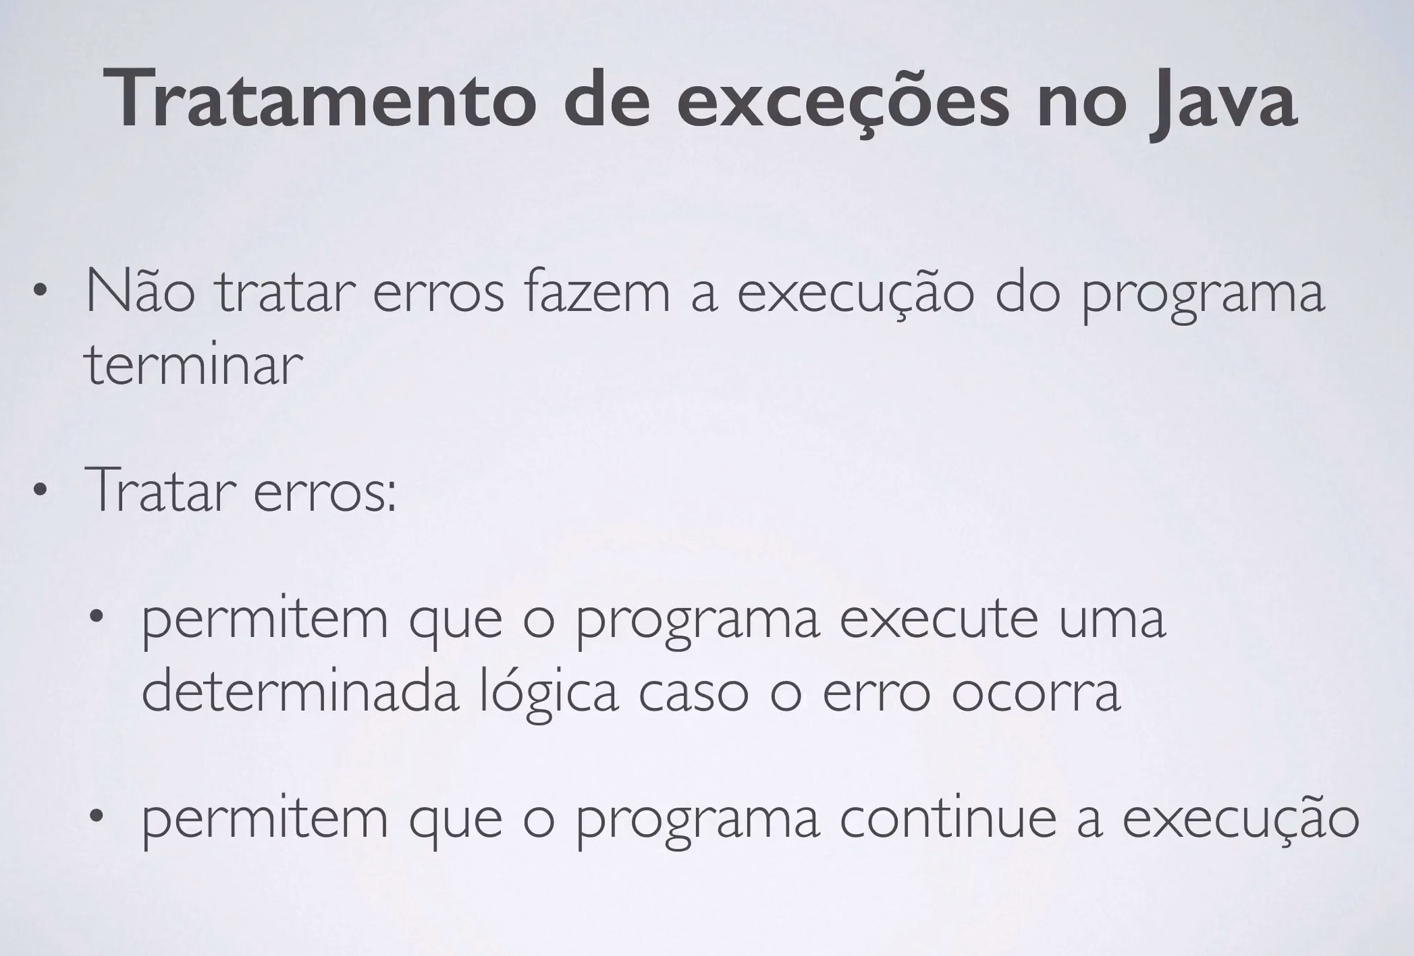 Tratamento de exceções no Java
• Não tratar erros fazem a execução do programa
terminar
• Tratar erros:
• permitem que o programa execute uma
determinada lógica caso o erro ocorra
• permitem que o programa continue a execução